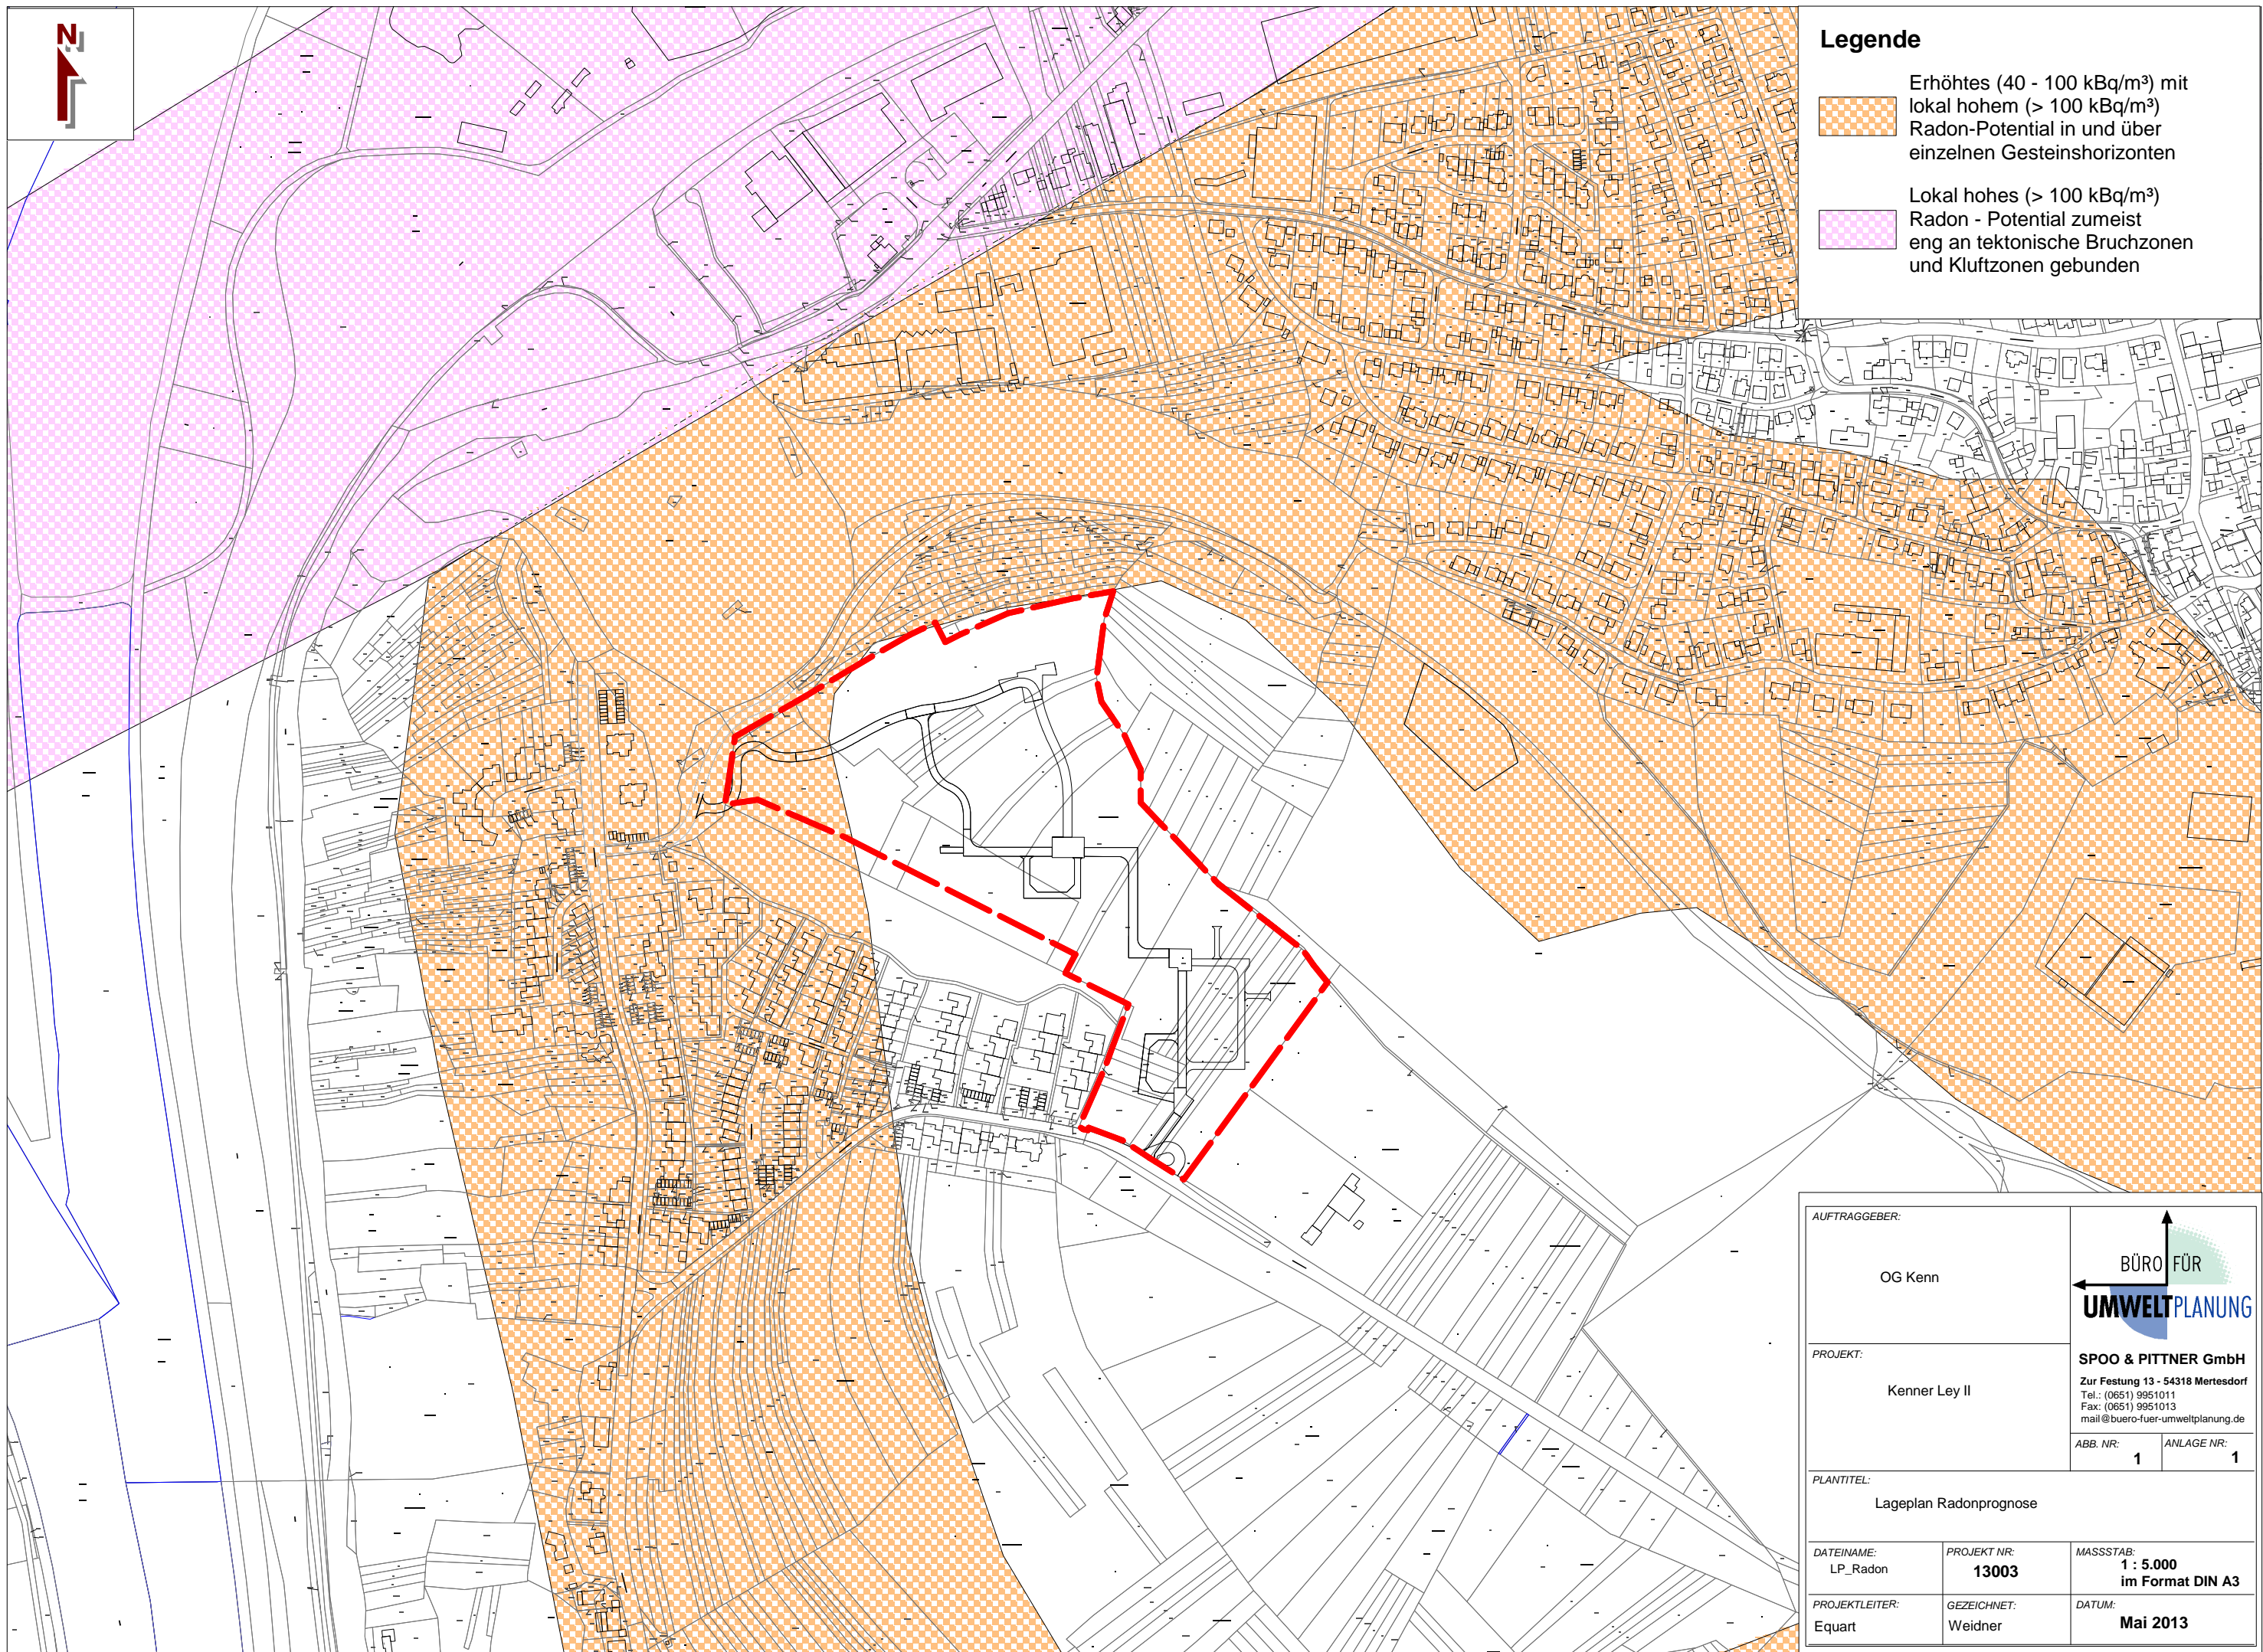 N
Legende
Erhöhtes (40 - 100 kBq/m³) mit
lokal hohem (> 100 kBq/m³)
Radon-Potential in und über
einzelnen Gesteinshorizonten
Lokal hohes (> 100 kBq/m³)
Radon - Potential zumeist
eng an tektonische Bruchzonen
und Kluftzonen gebunden
AUFTRAGGEBER:
OG Kenn
BÜRO FÜR
UMWELTPLANUNG
SPOO & PITTNER GmbH
Zur Festung 13 - 54318 Mertesdorf
Tel.: (0651) 9951011
Fax: (0651) 9951013
mail@buero-fuer-umweltplanung.de
PROJEKT:
Kenner Ley II
ABB. NR: 1
ANLAGE NR: 1
PLANTITEL:
Lageplan Radonprognose
DATEINAME:
LP_Radon
PROJEKT NR:
13003
MASSSTAB:
1 : 5.000
im Format DIN A3
PROJEKTLEITER:
Equart
GEZEICHNET:
Weidner
DATUM:
Mai 2013